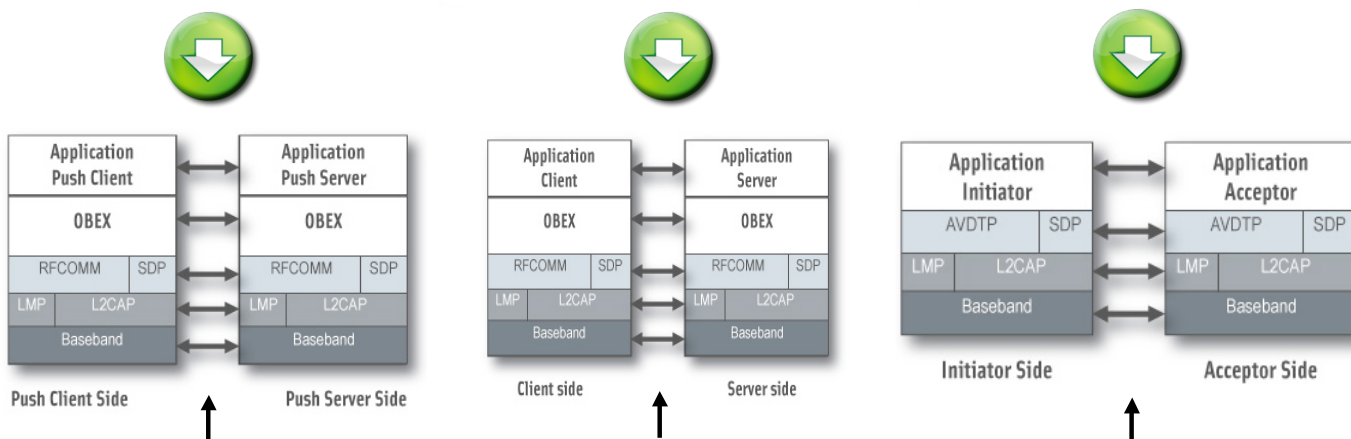 Application
Push Client
Application
Push Server
OBEX
OBEX
RFCOMM SDP
RFCOMM SDP
LMP L2CAP
LMP L2CAP
Baseband
Baseband
Push Client Side
Push Server Side
Application
Client
Application
Server
OBEX
OBEX
RFCOMM SDP
RFCOMM SDP
LMP L2CAP
LMP L2CAP
Baseband
Baseband
Client side
Server side
Application
Initiator
Application
Acceptor
AVDTP SDP
AVDTP SDP
LMP L2CAP
LMP L2CAP
Baseband
Baseband
Initiator Side
Acceptor Side